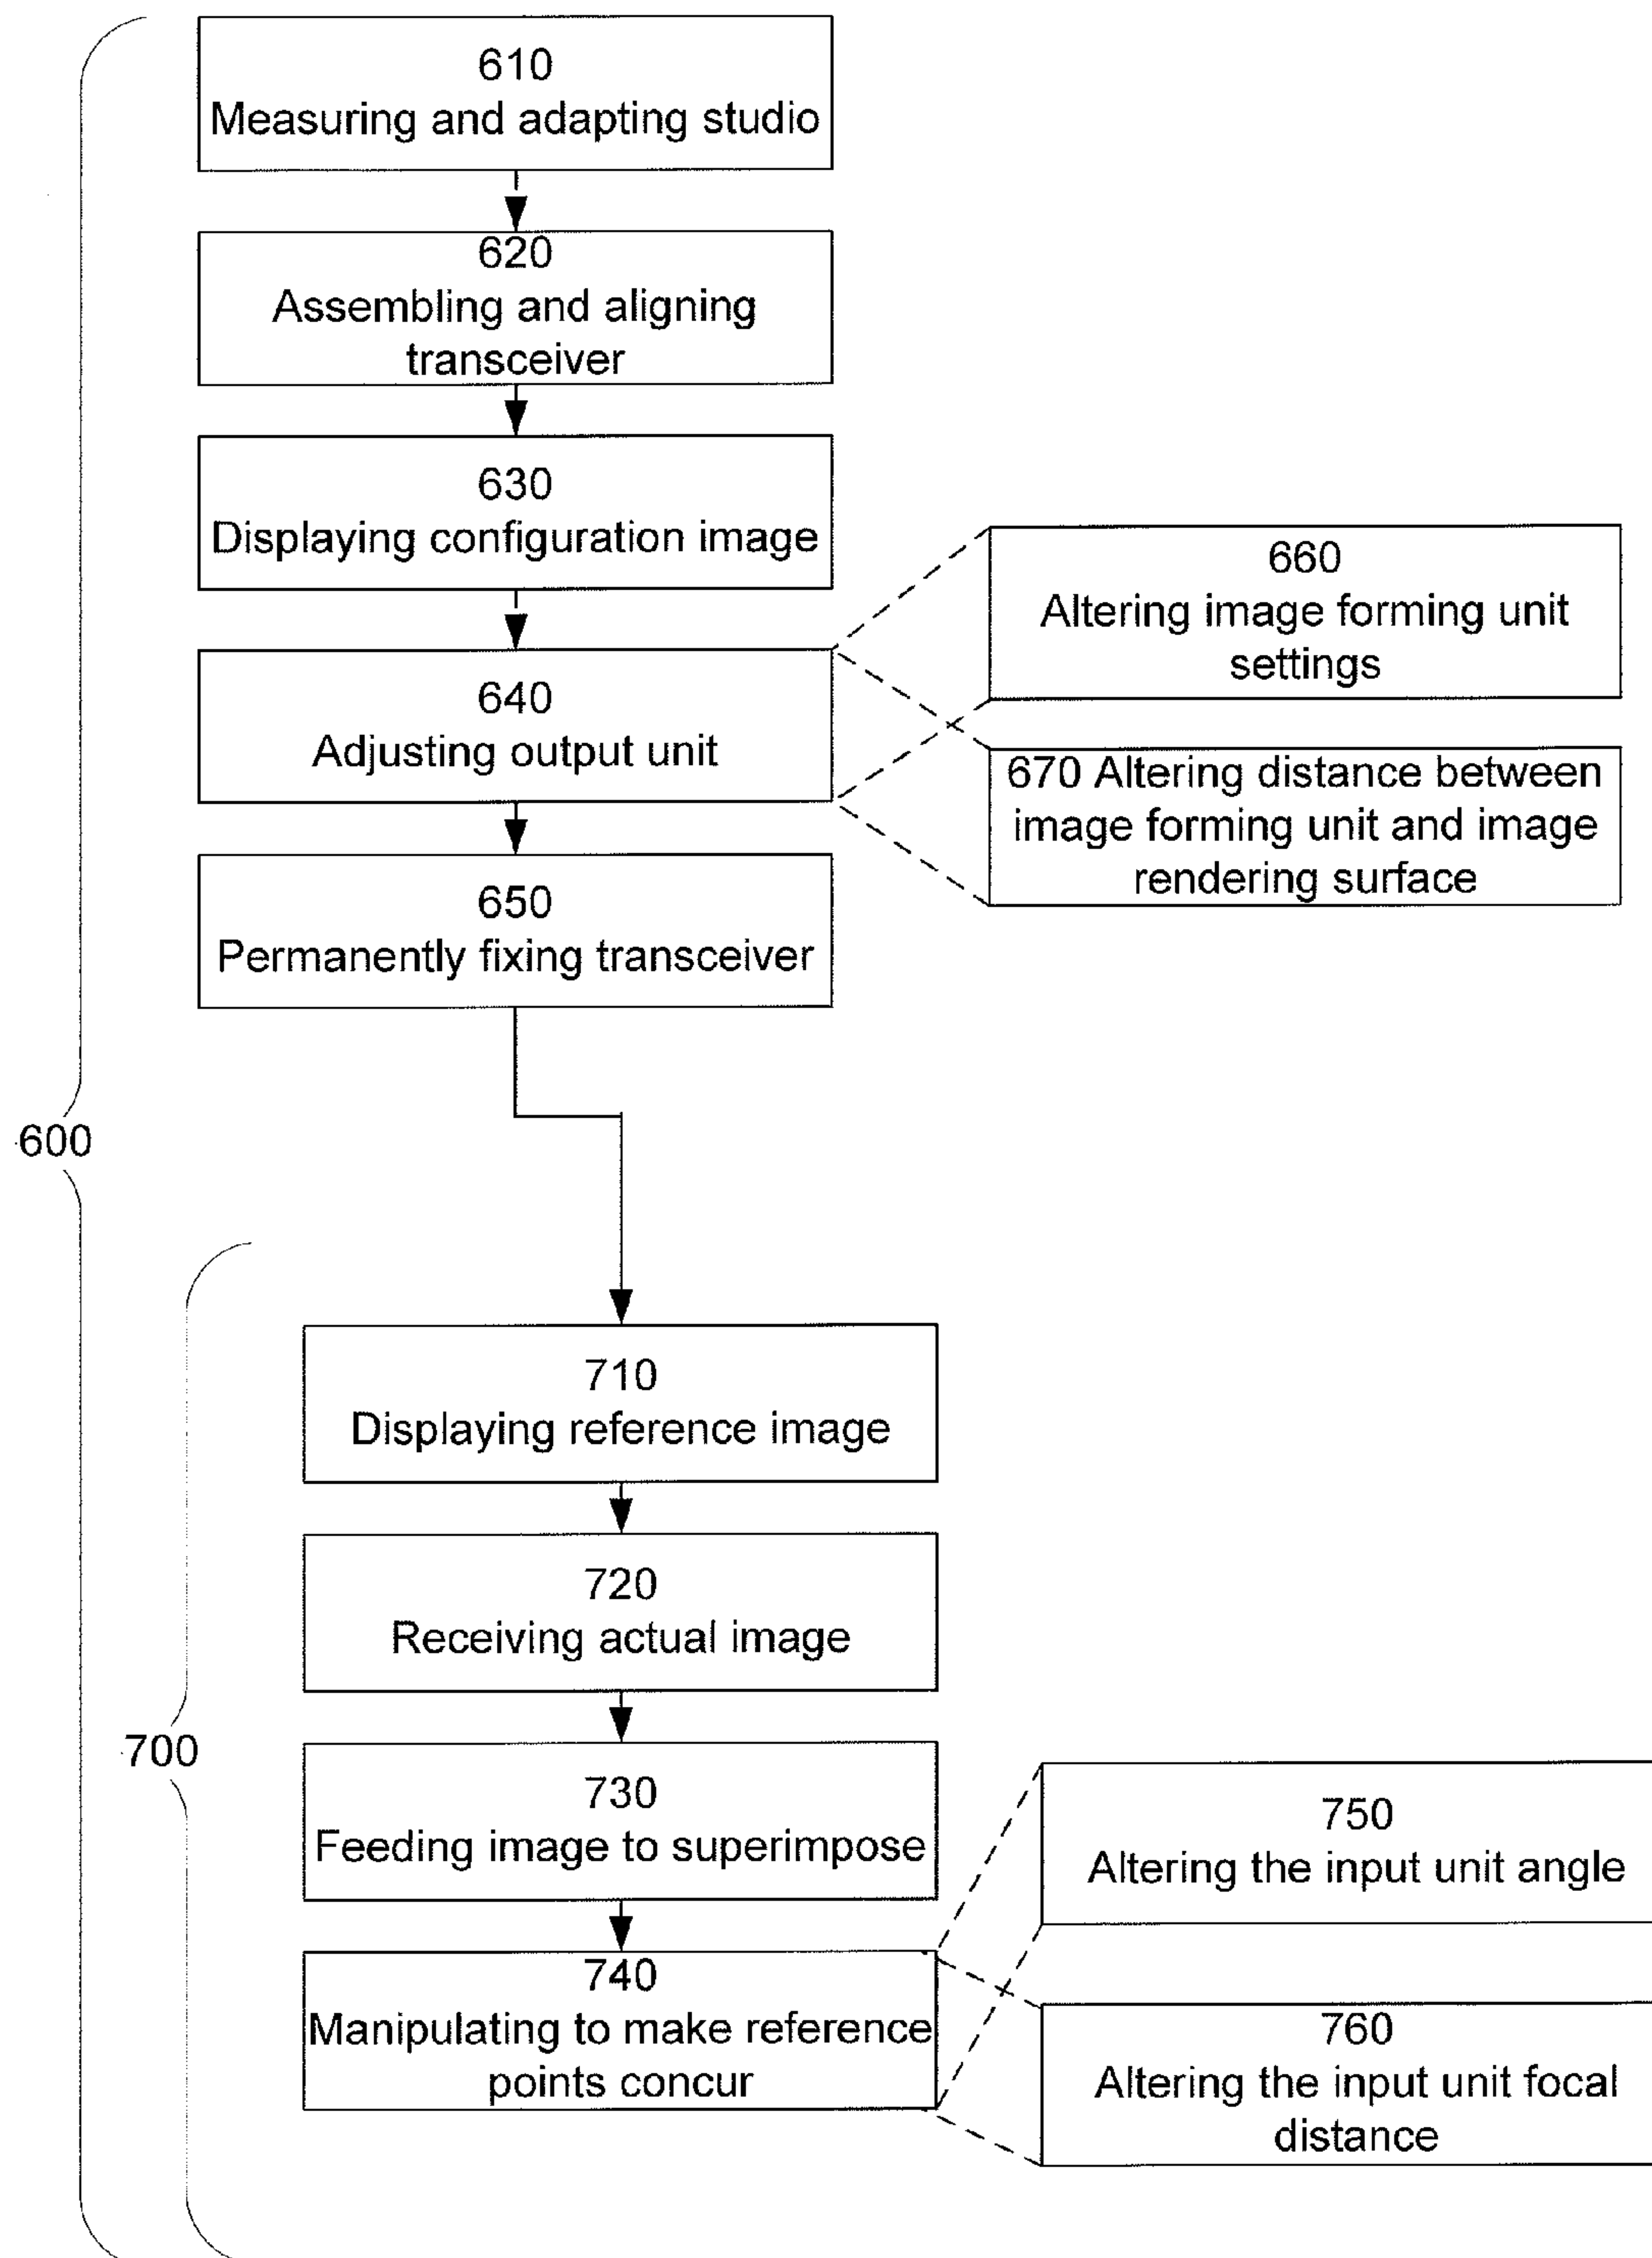 610
Measuring and adapting studio
620
Assembling and aligning
transceiver
630
Displaying configuration image
660
Altering image forming unit
settings
640
Adjusting output unit
670 Altering distance between
image forming unit and image
rendering surface
650
Permanently fixing transceiver
600
710
Displaying reference image
720
Receiving actual image
700
730
Feeding image to superimpose
750
Altering the input unit angle
740
Manipulating to make reference
points concur
760
Altering the input unit focal
distance